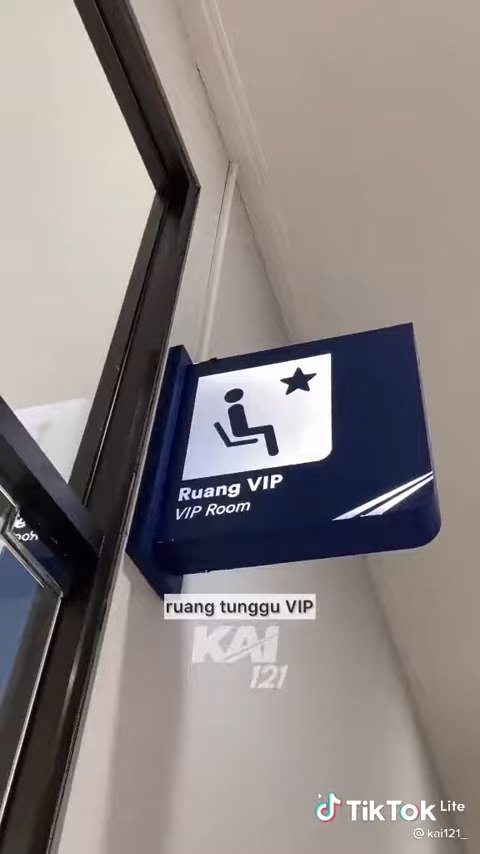 Ruang VIP
VIP Room
ruang tunggu VIP
KAI
121
TikTok Lite
@kai121_